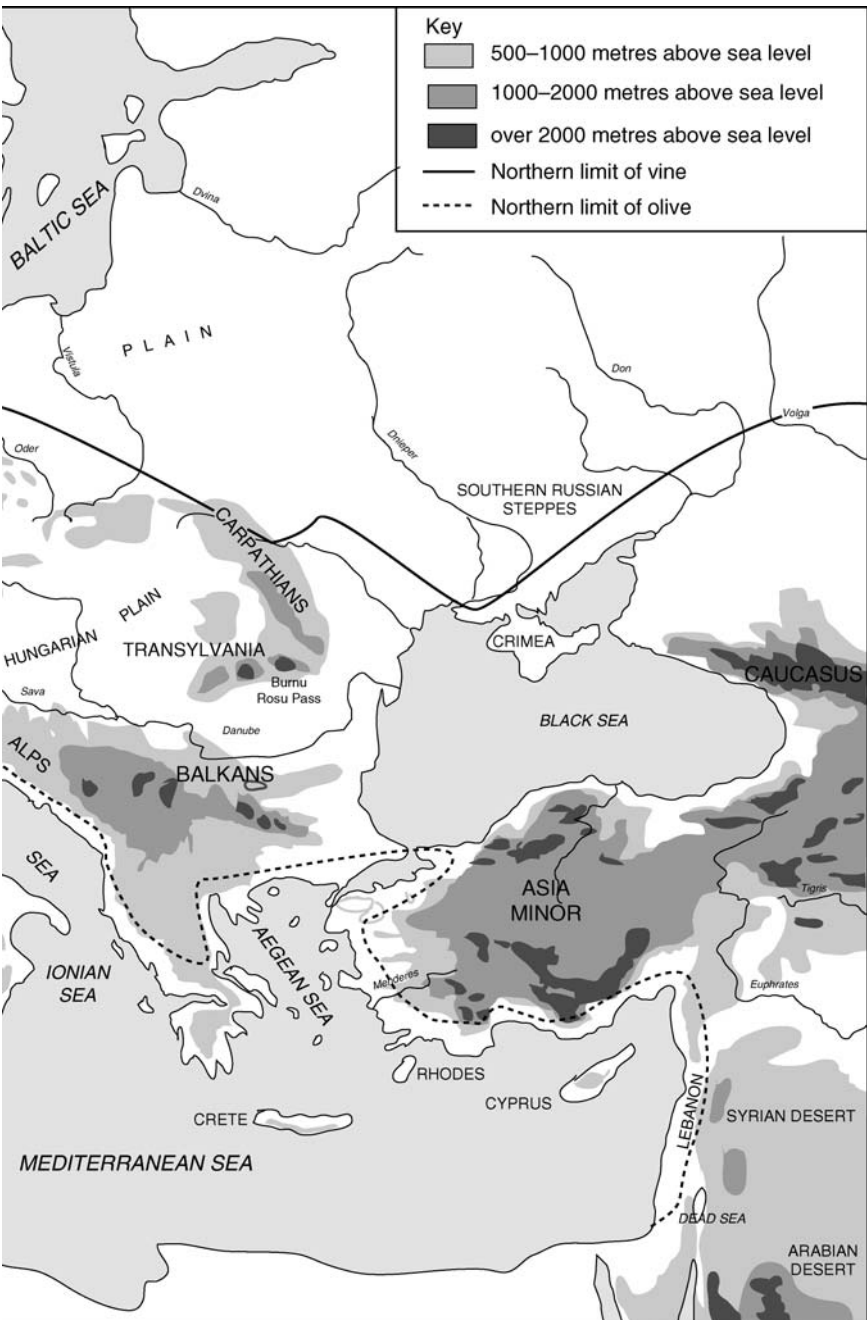 Key
500–1000 metres above sea level
1000–2000 metres above sea level
over 2000 metres above sea level
Northern limit of vine
Northern limit of olive
BALTIC SEA
Dvina
PLAIN
Vistula
Don
Volga
Oder
Dnieper
SOUTHERN RUSSIAN
STEPPES
CARPATHIANS
PLAIN
HUNGARIAN
TRANSYLVANIA
CRIMEA
Burnu
Rosu Pass
CAUCASUS
Sava
Danube
BLACK SEA
ALPS
BALKANS
SEA
ASIA
MINOR
Tigris
AEGEAN SEA
IONIAN
SEA
Menderes
Euphrates
RHODES
CYPRUS
CRETE
LEBANON
SYRIAN DESERT
MEDITERRANEAN SEA
DEAD SEA
ARABIAN
DESERT